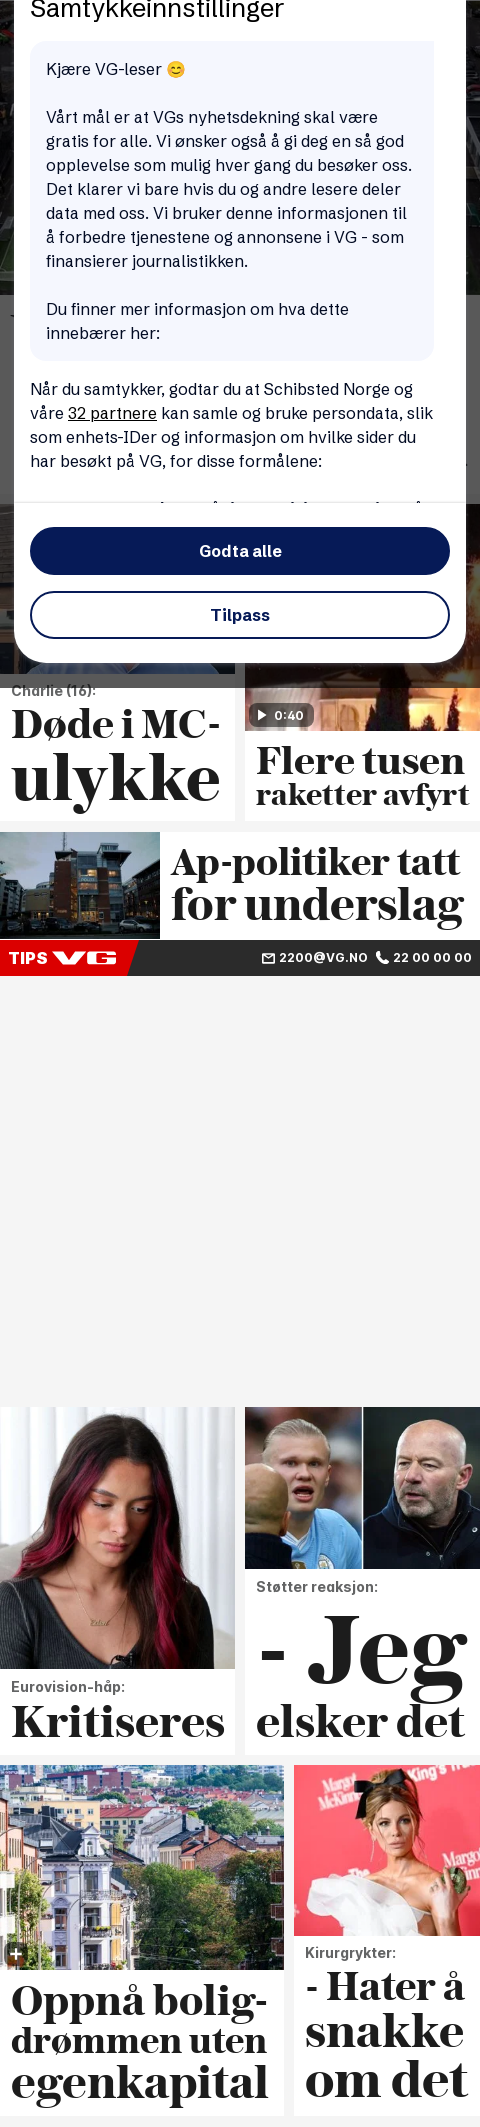 Samtykkeinnstillinger
Kjære VG-leser 😊
Vårt mål er at VGs nyhetsdekning skal være
gratis for alle. Vi ønsker også å gi deg en så god
opplevelse som mulig hver gang du besøker oss.
Det klarer vi bare hvis du og andre lesere deler
data med oss. Vi bruker denne informasjonen til
å forbedre tjenestene og annonsene i VG - som
finansierer journalistikken.
Du finner mer informasjon om hva dette
innebærer her:
Når du samtykker, godtar du at Schibsted Norge og
våre 32 partnere kan samle og bruke persondata, slik
som enhets-IDer og informasjon om hvilke sider du
har besøkt på VG, for disse formålene:
Godta alle
Tilpass
Charlie (16):
Døde i MC-
ulykke
0:40
Flere tusen
raketter avfyrt
Ap-politiker tatt
for underslag
TIPS VG
2200@VG.NO 22 00 00 00
Eurovision-håp:
Kritiseres
Støtter reaksjon:
- Jeg
elsker det
Oppnå bolig-
drømmen uten
egenkapital
Margot
McKinne
King's Tru
The
Margo
McKin
Kirurgrykter:
- Hater å
snakke
om det